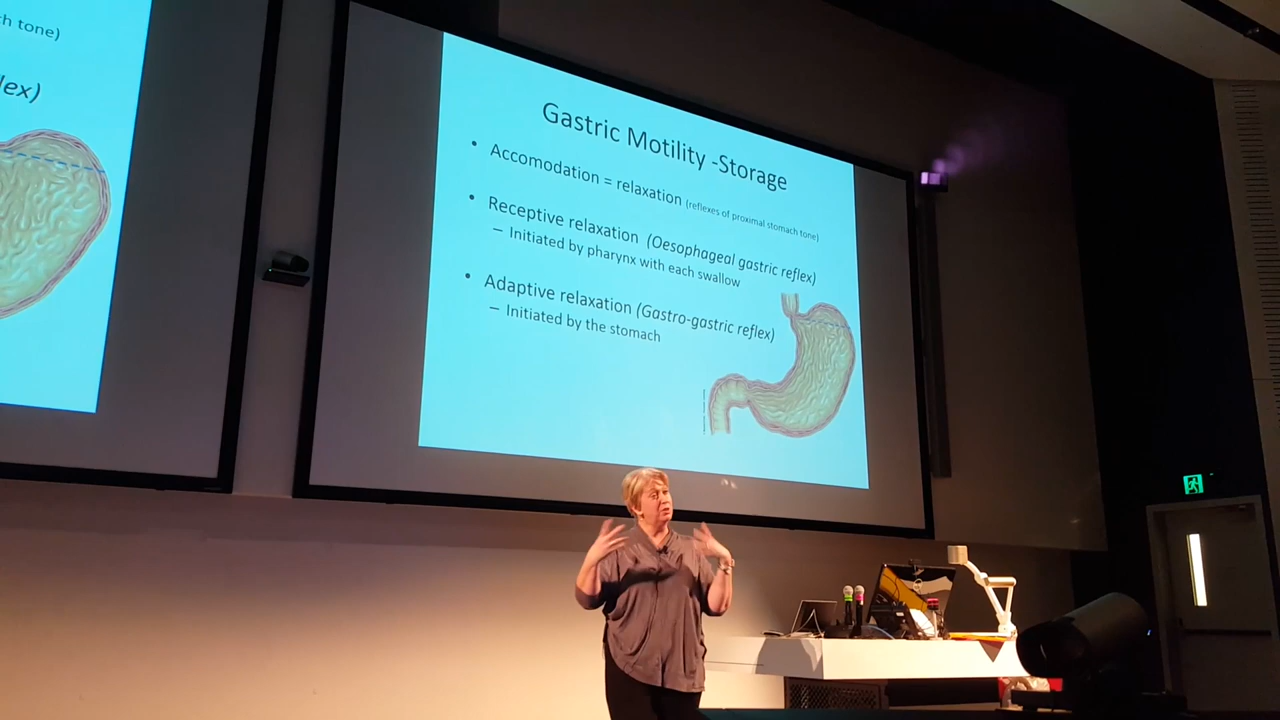 ch tone)
lex)
Gastric Motility -Storage
• Accomodation = relaxation (reflexes of proximal stomach tone)
• Receptive relaxation (Oesophageal gastric reflex)
– Initiated by pharynx with each swallow
• Adaptive relaxation (Gastro-gastric reflex)
– Initiated by the stomach